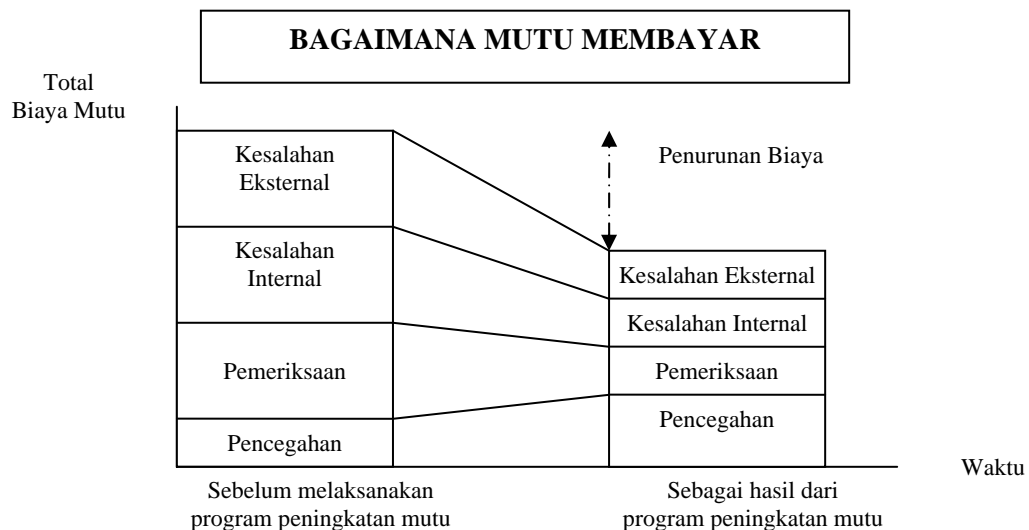 BAGAIMANA MUTU MEMBAYAR
Total
Biaya Mutu
Kesalahan
Eksternal
Kesalahan
Internal
Pemeriksaan
Pencegahan
Penurunan Biaya
Kesalahan Eksternal
Kesalahan Internal
Pemeriksaan
Pencegahan
Waktu
Sebelum melaksanakan
program peningkatan mutu
Sebagai hasil dari
program peningkatan mutu